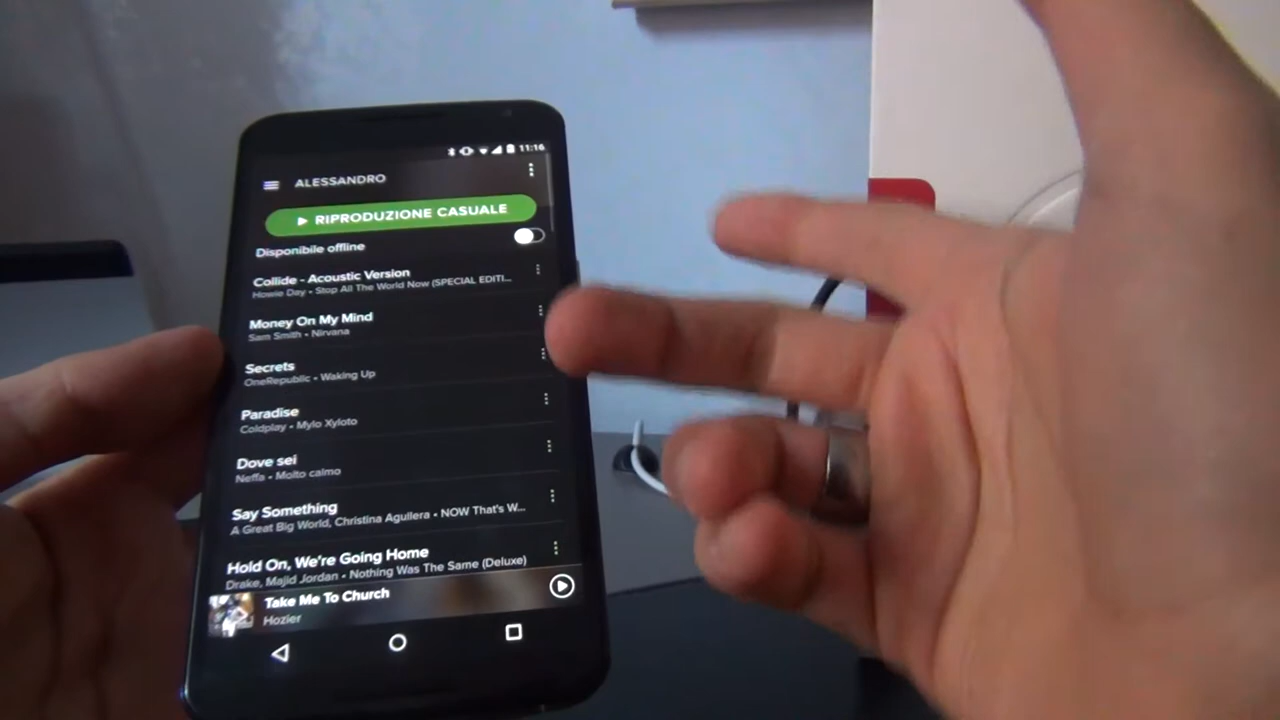 11:16
ALESSANDRO
RIPRODUZIONE CASUALE
Disponibile offline
Collide - Acoustic Version
Howie Day • Stop All The World Now (SPECIAL EDITI...
Money On My Mind
Sam Smith • Nirvana
Secrets
OneRepublic • Waking Up
Paradise
Coldplay • Mylo Xyloto
Dove sei
Neffa • Molto calmo
Say Something
A Great Big World, Christina Aguilera • NOW That's W...
Hold On, We're Going Home
Drake, Majid Jordan • Nothing Was The Same (Deluxe)
Take Me To Church
Hozier